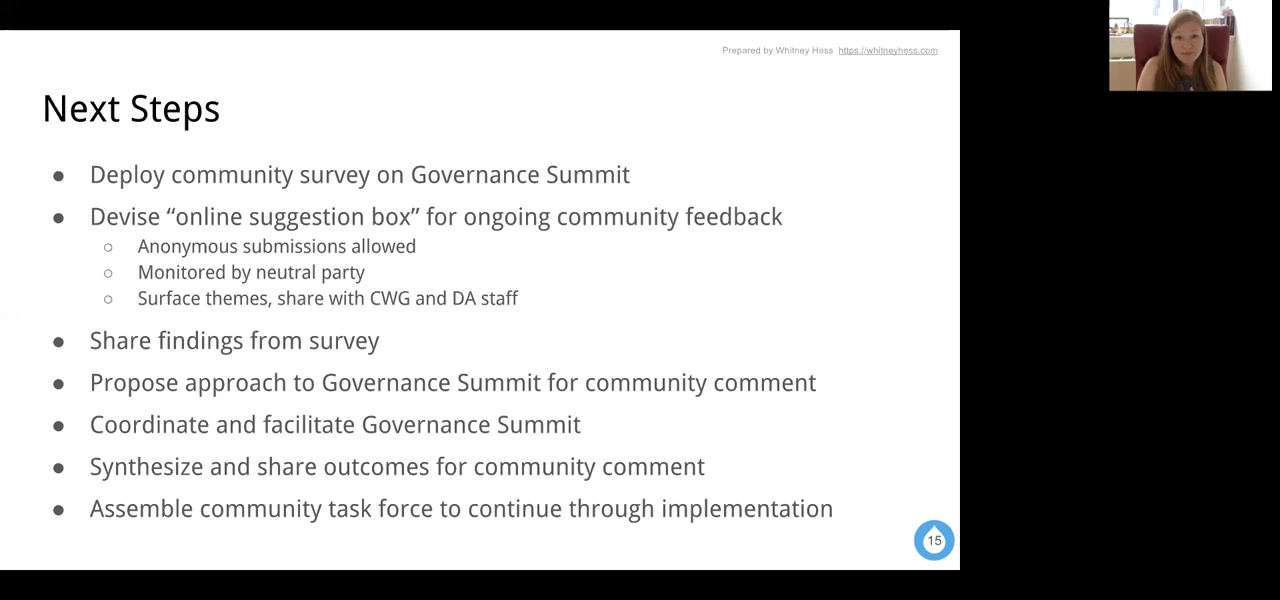 Prepared by Whitney Hess https://whitneyhess.com
Next Steps
● Deploy community survey on Governance Summit
● Devise “online suggestion box” for ongoing community feedback
○ Anonymous submissions allowed
○ Monitored by neutral party
○ Surface themes, share with CWG and DA staff
● Share findings from survey
● Propose approach to Governance Summit for community comment
● Coordinate and facilitate Governance Summit
● Synthesize and share outcomes for community comment
● Assemble community task force to continue through implementation
15